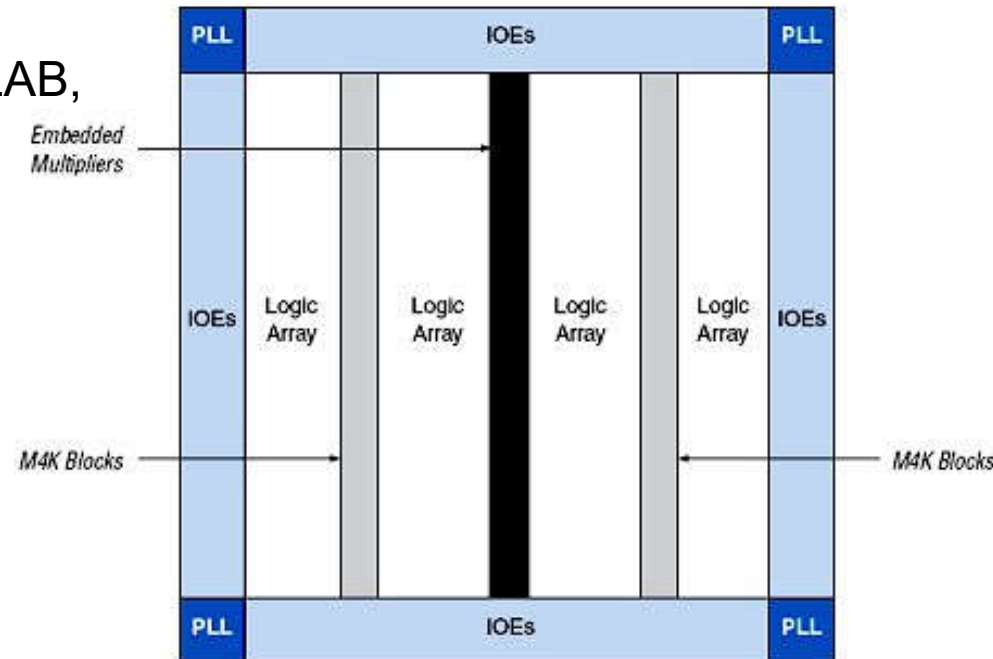 PLL IOEs PLL
LAB,
Embedded
Multipliers
IOEs Logic Array Logic Array Logic Array Logic Array IOEs
M4K Blocks M4K Blocks
PLL IOEs PLL